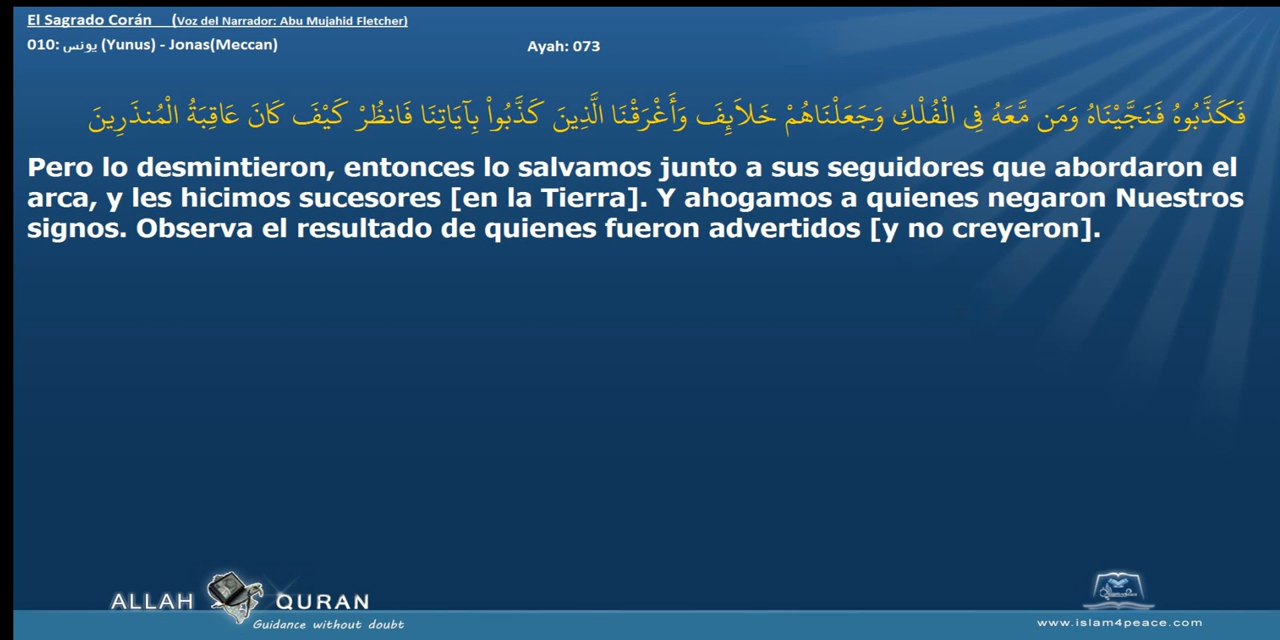 El Sagrado Corán (Voz del Narrador: Abu Mujahid Fletcher)
010: يونس (Yunus) - Jonas(Meccan) Ayah: 073
فَكَذَّبُوهُ فَنَجَّيْنَاهُ وَمَن مَّعَهُ فِي الْفُلْكِ وَجَعَلْنَاهُمْ خَلاَئِفَ وَأَغْرَقْنَا الَّذِينَ كَذَّبُواْ بِآيَاتِنَا فَانظُرْ كَيْفَ كَانَ عَاقِبَةُ الْمُنذَرِينَ
Pero lo desmintieron, entonces lo salvamos junto a sus seguidores que abordaron el
arca, y les hicimos sucesores [en la Tierra]. Y ahogamos a quienes negaron Nuestros
signos. Observa el resultado de quienes fueron advertidos [y no creyeron].
ALLAH QURAN
Guidance without doubt
www.islam4peace.com